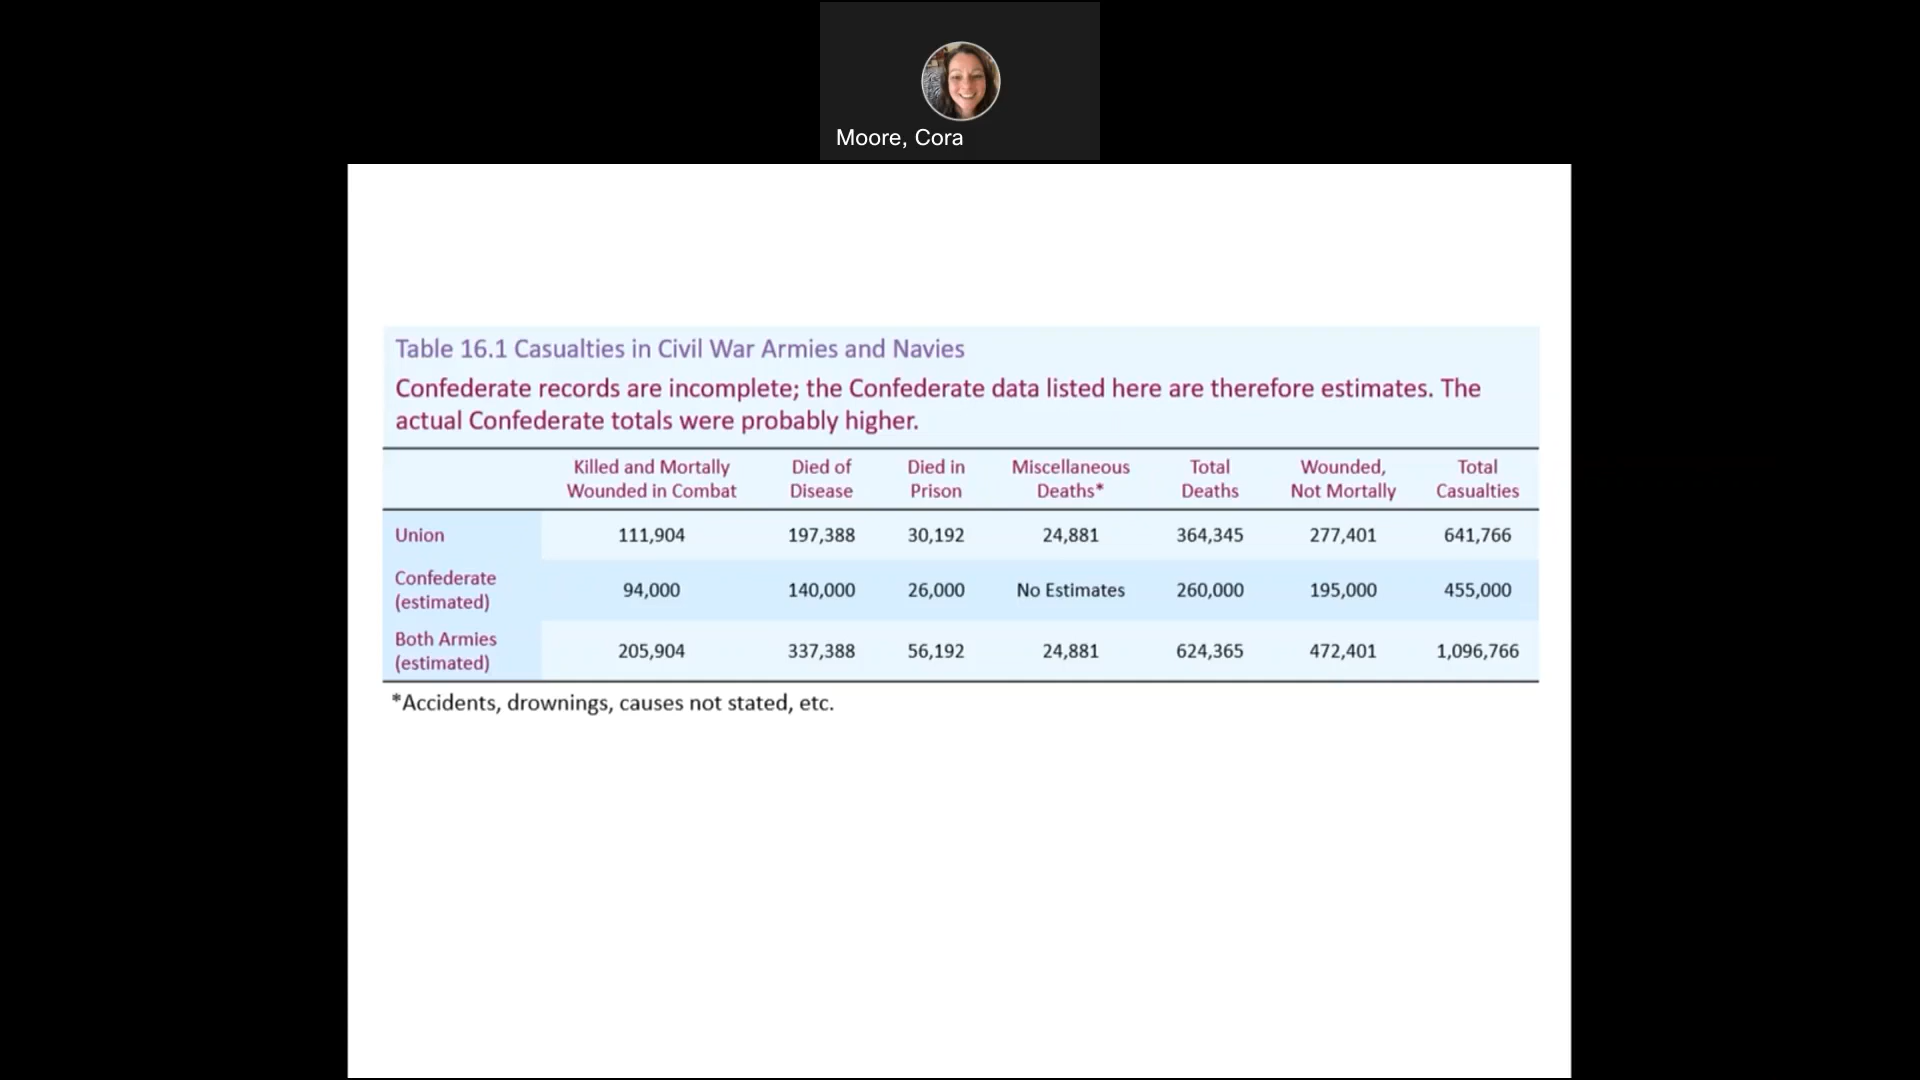 Moore, Cora
Table 16.1 Casualties in Civil War Armies and Navies
Confederate records are incomplete; the Confederate data listed here are therefore estimates. The
actual Confederate totals were probably higher.
Killed and Mortally Wounded in Combat Died of Disease Died in Prison Miscellaneous Deaths* Total Deaths Wounded, Not Mortally Total Casualties
Union 111,904 197,388 30,192 24,881 364,345 277,401 641,766
Confederate (estimated) 94,000 140,000 26,000 No Estimates 260,000 195,000 455,000
Both Armies (estimated) 205,904 337,388 56,192 24,881 624,365 472,401 1,096,766
*Accidents, drownings, causes not stated, etc.